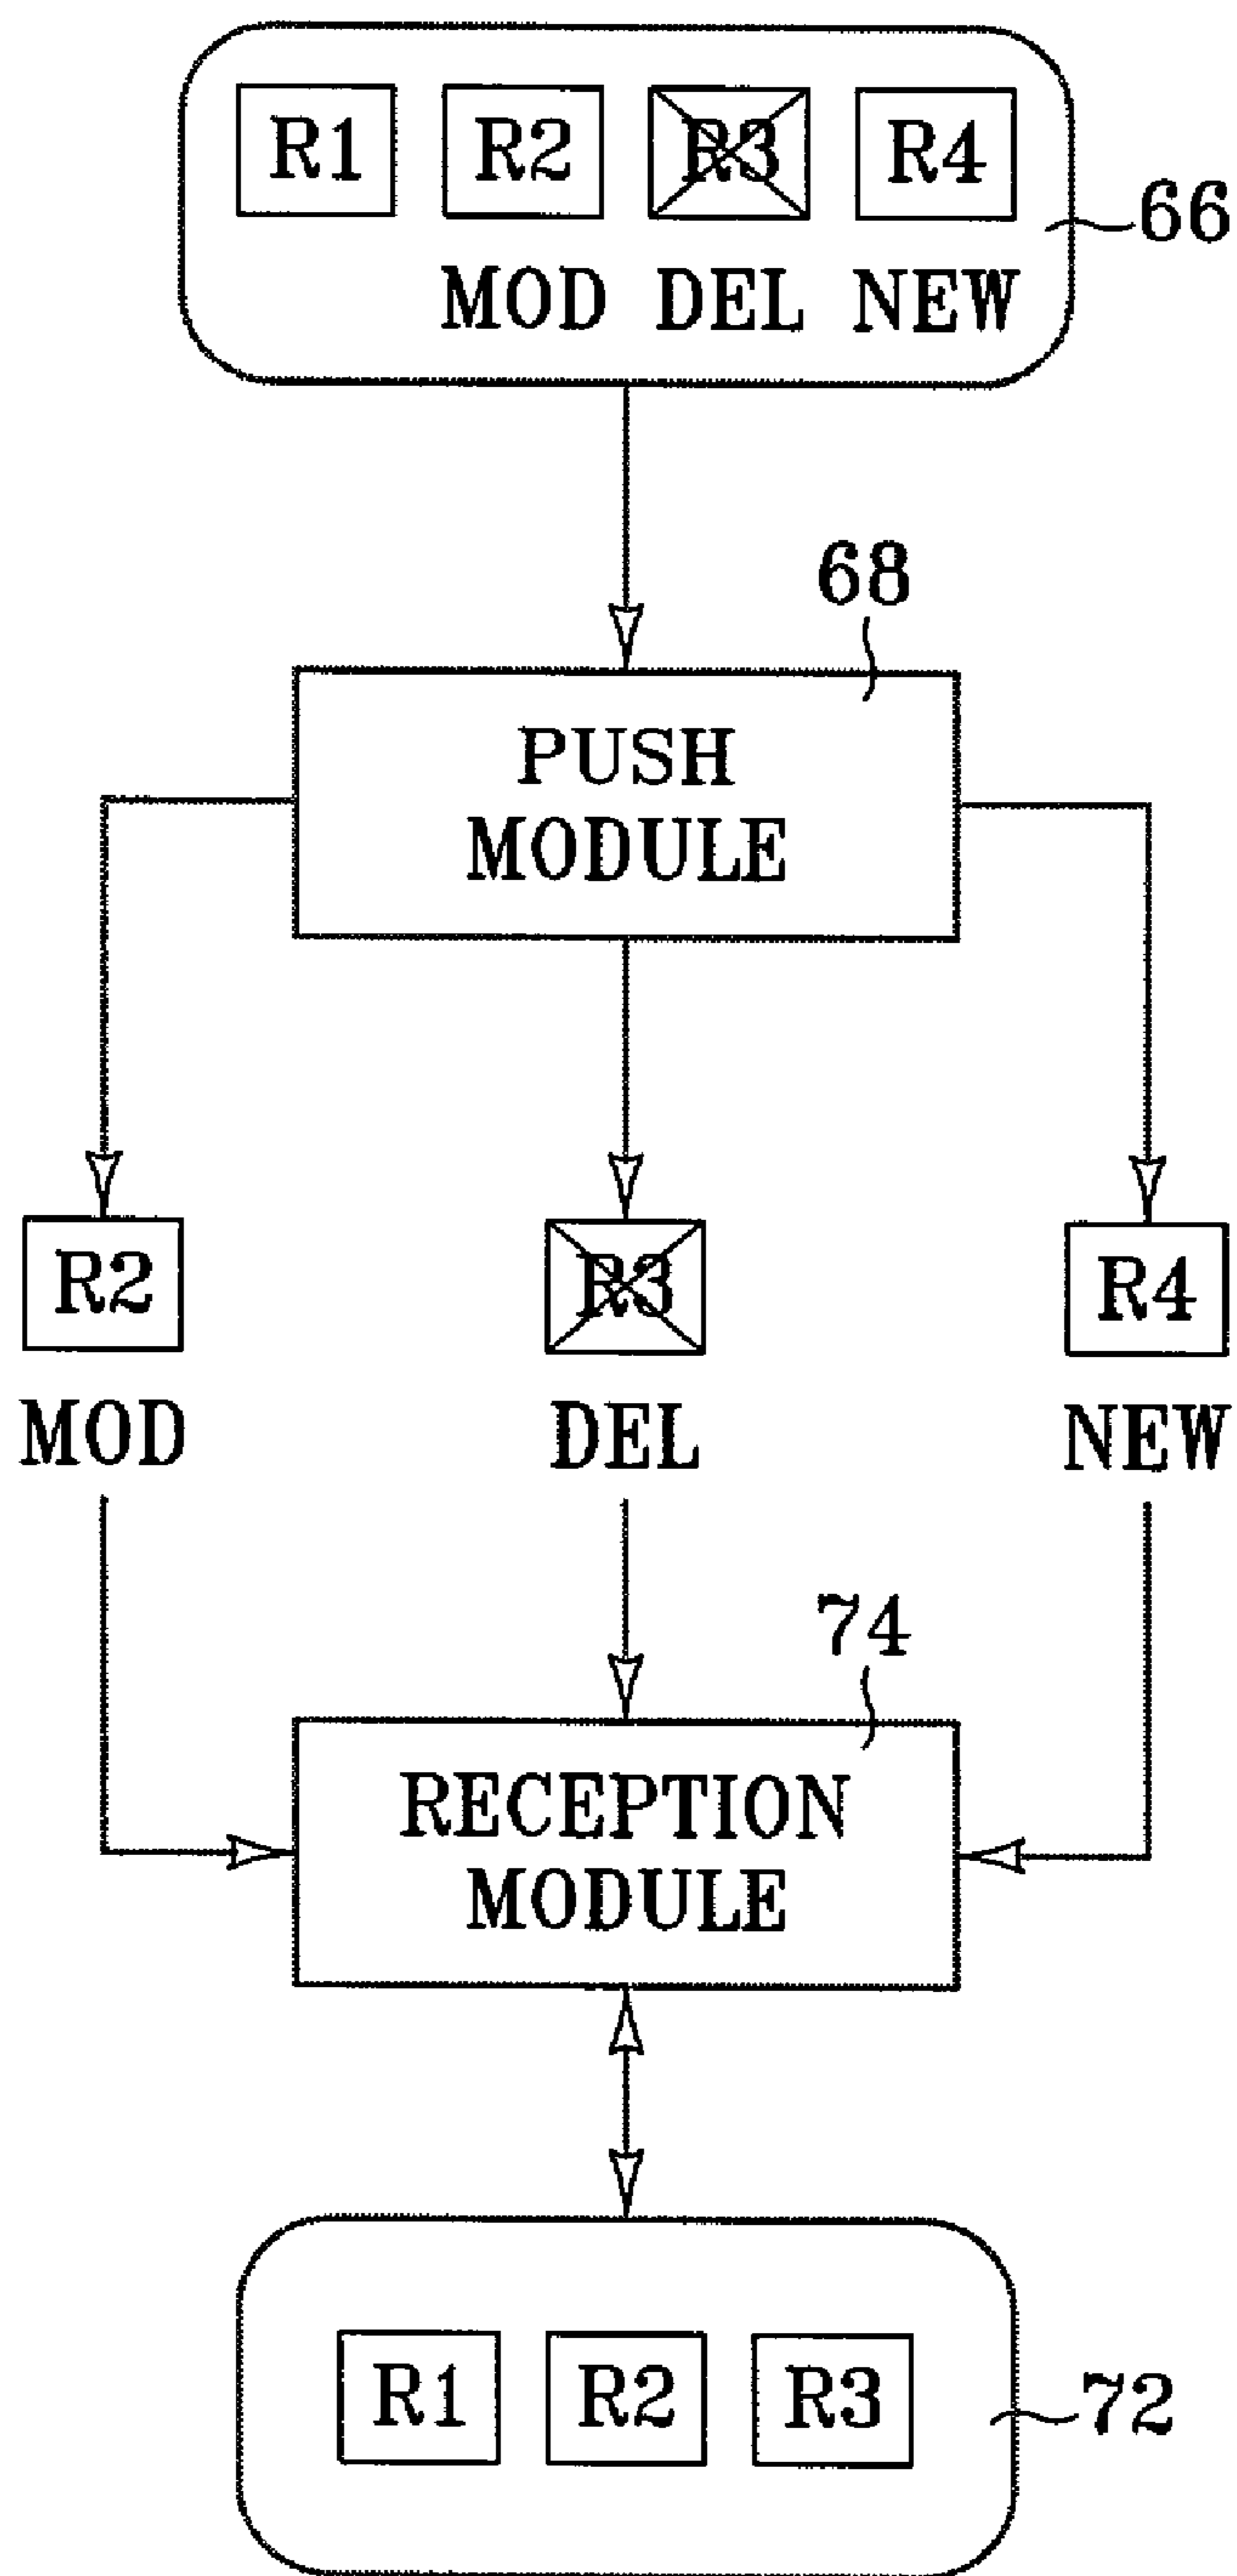 R1 R2 R3 R4
66
MOD DEL NEW
68
PUSH
MODULE
R2 R3 R4
MOD DEL NEW
74
RECEPTION
MODULE
R1 R2 R3
72